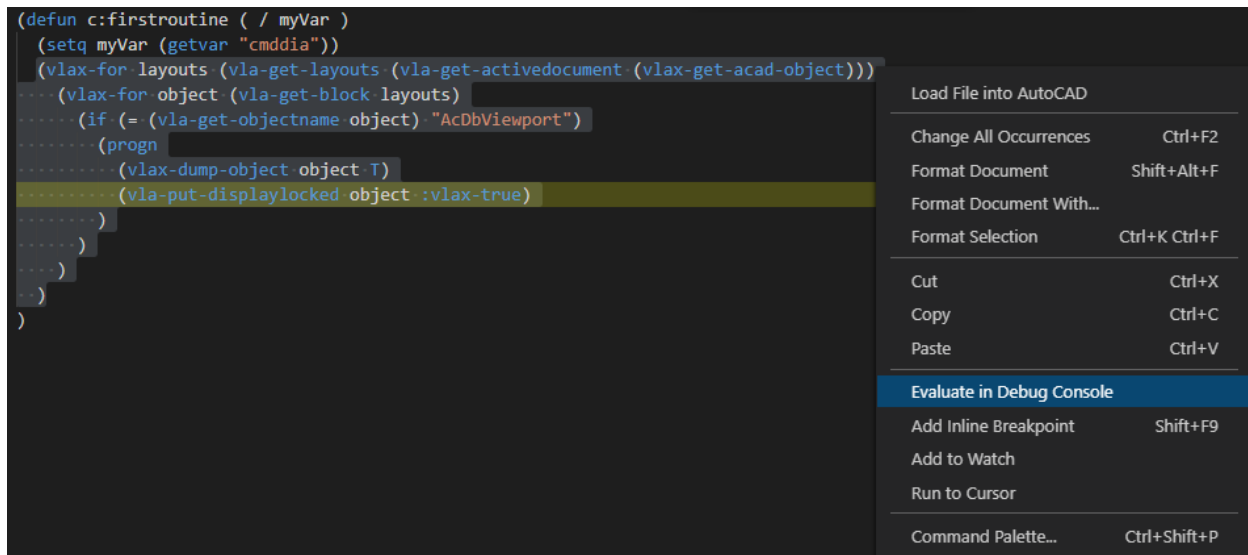 (defun c:firstroutine ( / myVar )
  (setq myVar (getvar "cmddia"))
  (vlax-for layouts (vla-get-layouts (vla-get-activedocument (vlax-get-acad-object)))
    (vlax-for object (vla-get-block layouts)
      (if (= (vla-get-objectname object) "AcDbViewport")
        (progn
          (vlax-dump-object object T)
          (vla-put-displaylocked object :vlax-true)
        )
      )
    )
  )
)
Load File into AutoCAD
Change All Occurrences Ctrl+F2
Format Document Shift+Alt+F
Format Document With...
Format Selection Ctrl+K Ctrl+F
Cut Ctrl+X
Copy Ctrl+C
Paste Ctrl+V
Evaluate in Debug Console
Add Inline Breakpoint Shift+F9
Add to Watch
Run to Cursor
Command Palette... Ctrl+Shift+P